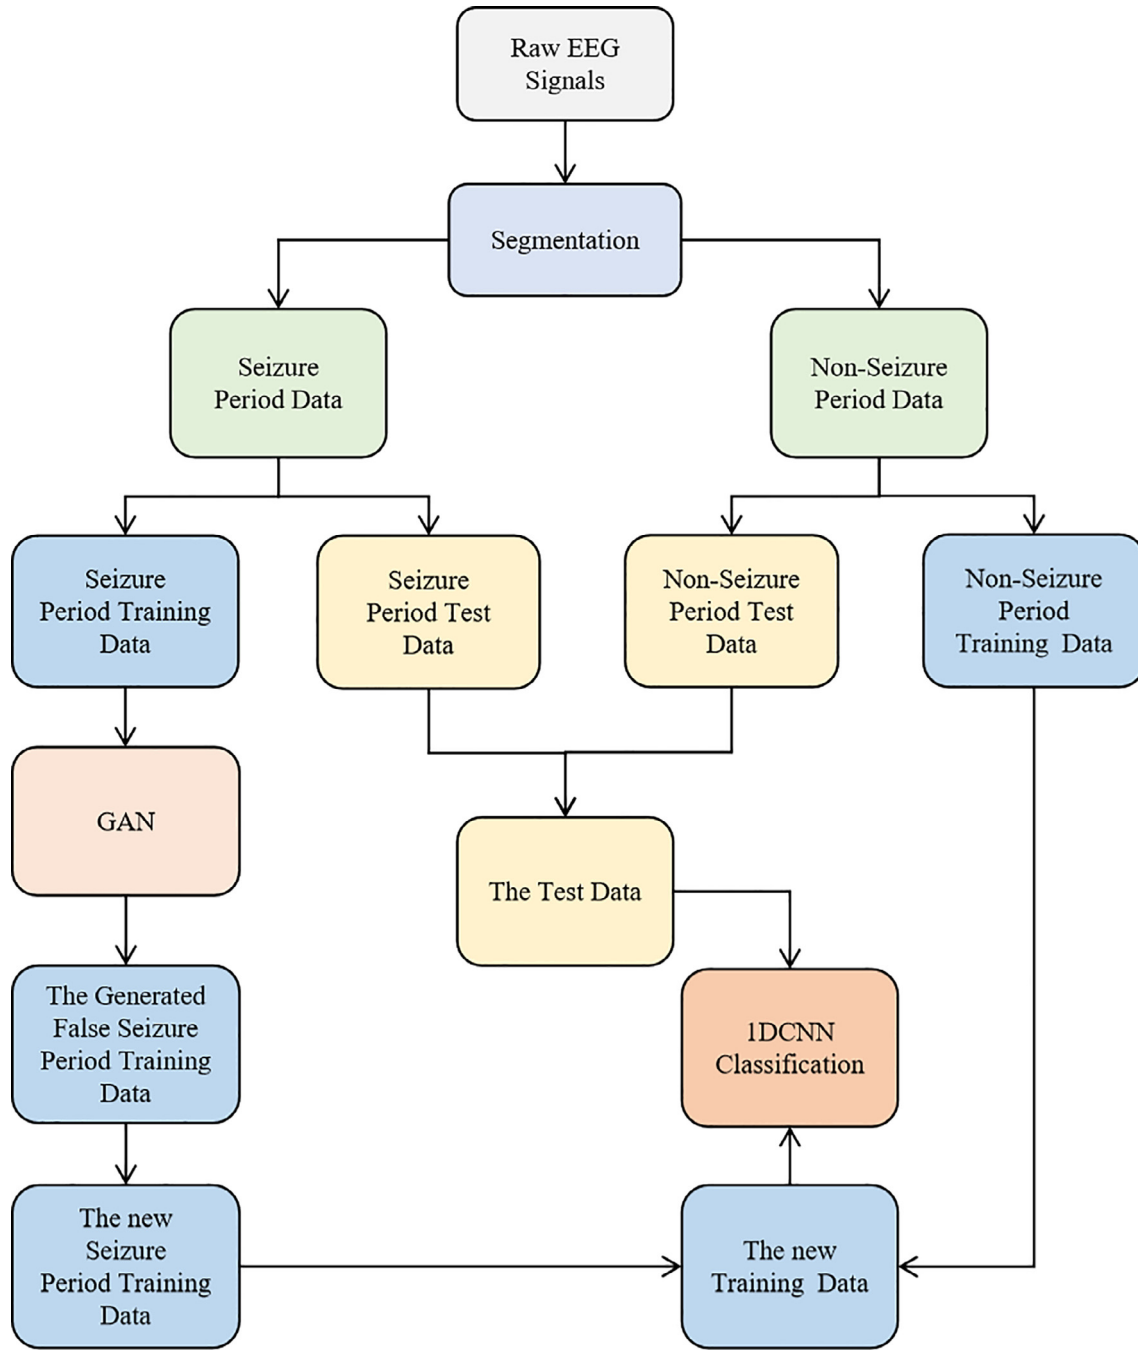 Raw EEG
Signals
Segmentation
Seizure
Period Data
Non-Seizure
Period Data
Seizure
Period Training
Data
Seizure
Period Test
Data
Non-Seizure
Period Test
Data
Non-Seizure
Period
Training Data
GAN
The Test Data
The Generated
False Seizure
Period Training
Data
1DCNN
Classification
The new
Seizure
Period Training
Data
The new
Training Data